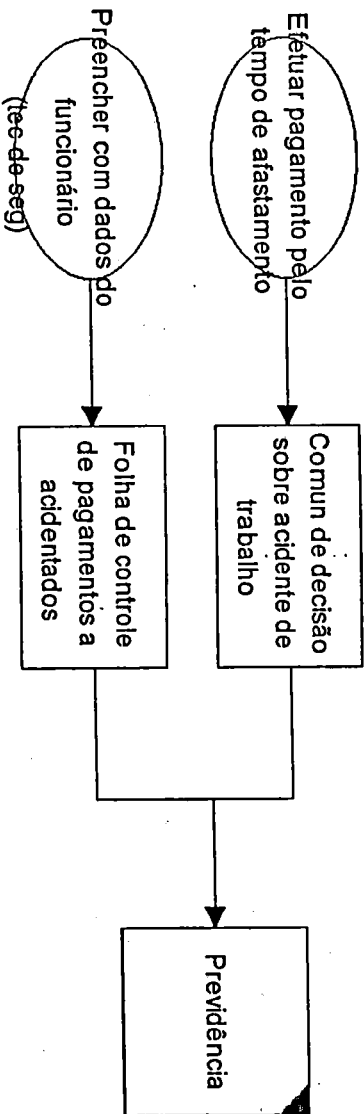 Efetuar pagamento pelo
tempo de afastamento
Comun de decisão
sobre acidente de
trabalho
Preencher com dados do
funcionário
(tec de seg)
Folha de controle
de pagamentos a
acidentados
Previdência